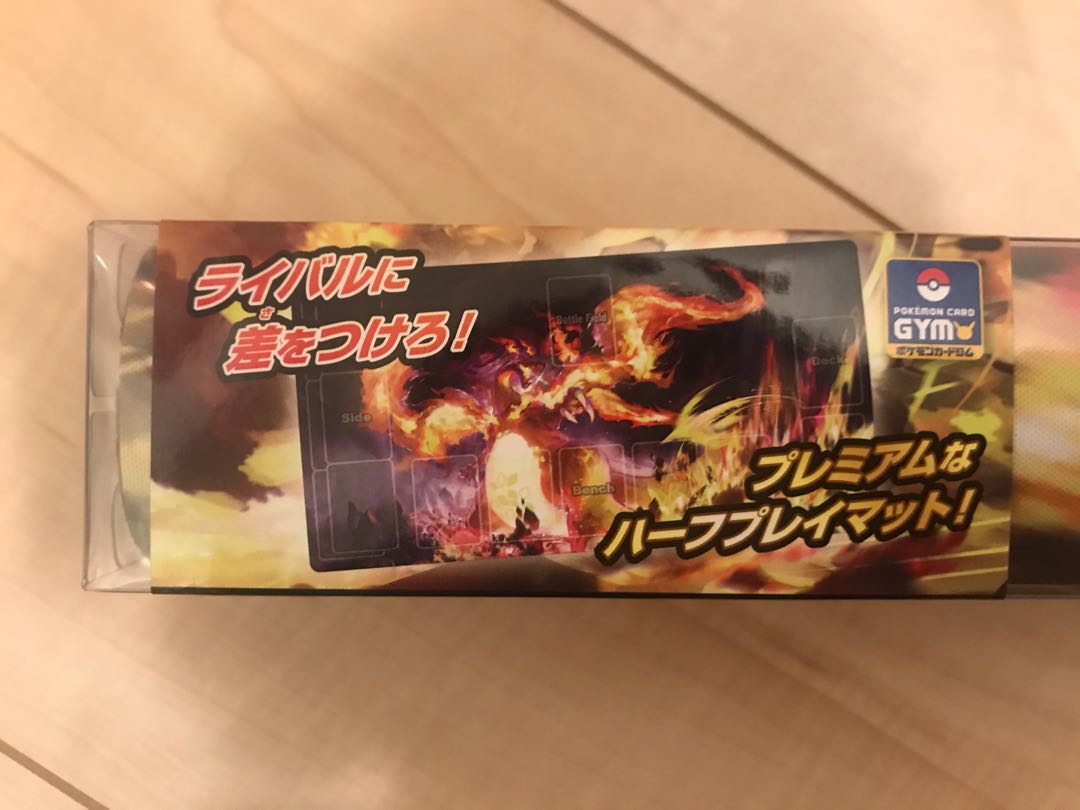 ライバルに
差をつけろ!
さ
Battle Field
Deck
Side
Bench
POKÉMON CARD
GYM
ポケモンカードジム
プレミアムな
ハーフプレイマット!